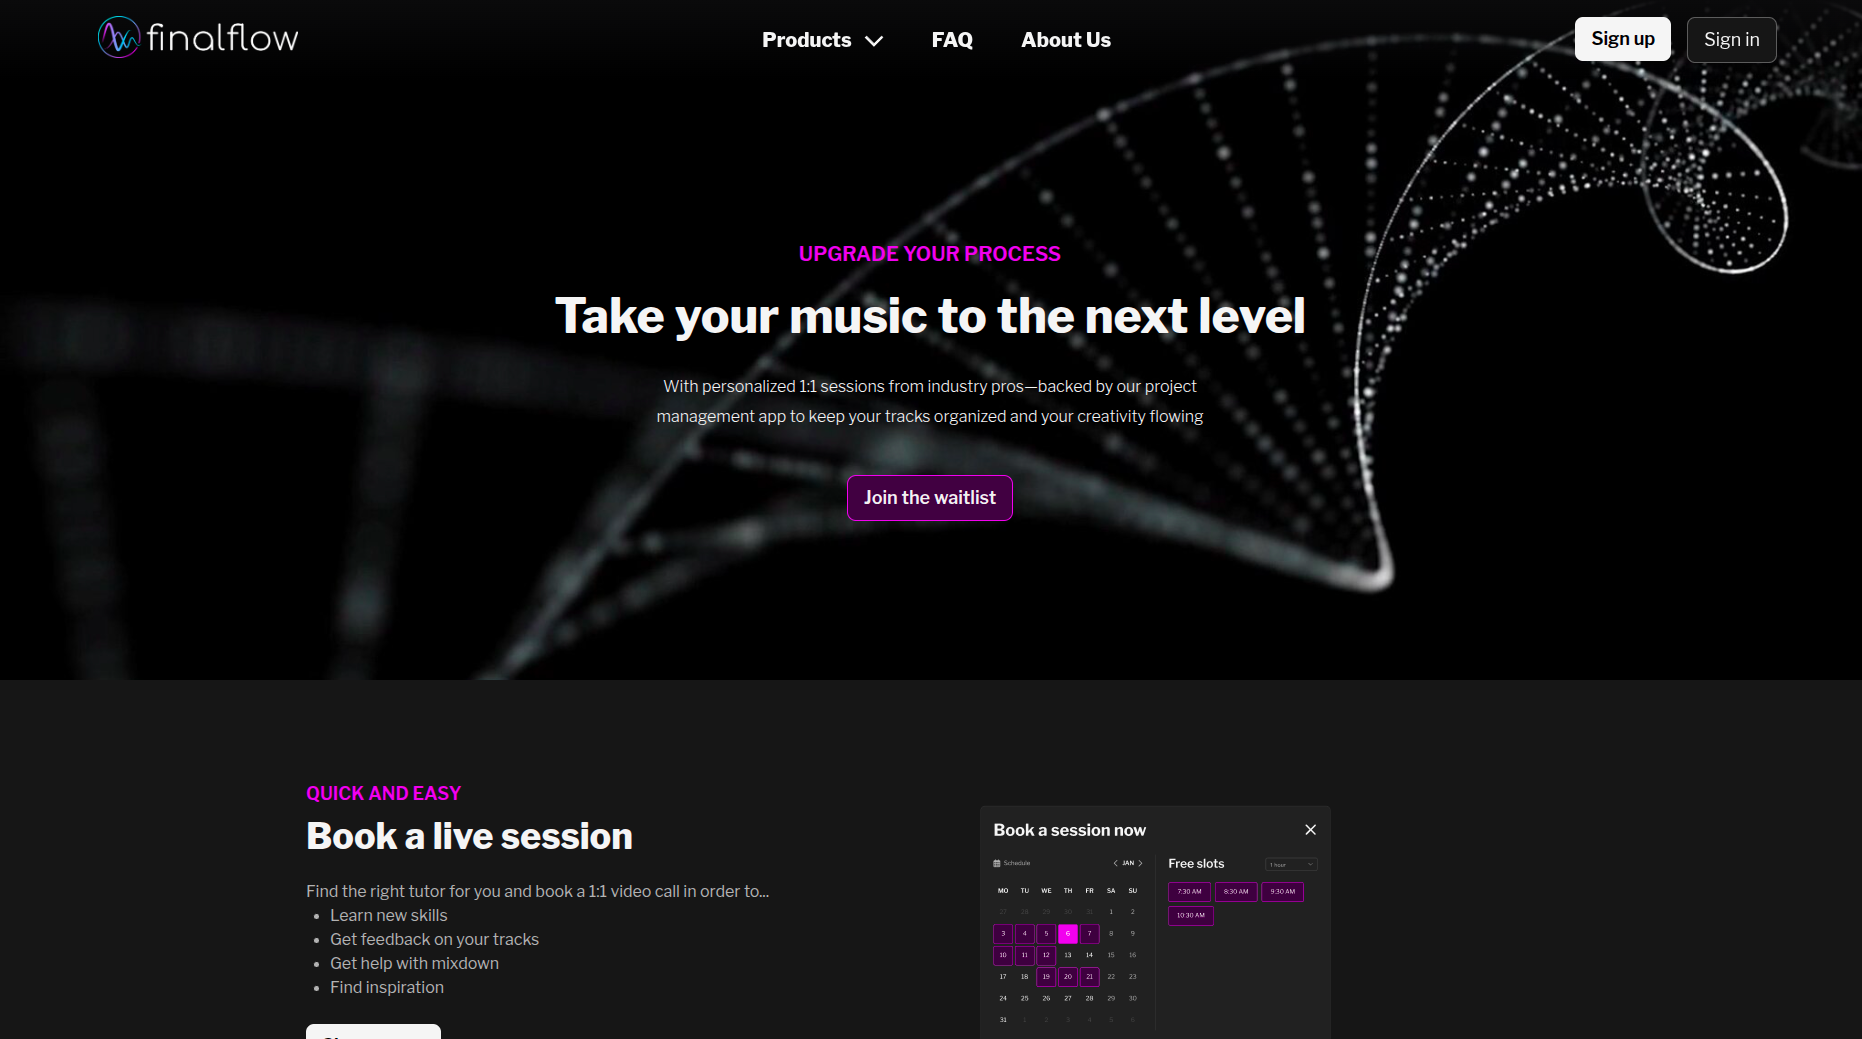 finalflow
Products
FAQ
About Us
Sign up
Sign in
UPGRADE YOUR PROCESS
Take your music to the next level
With personalized 1:1 sessions from industry pros—backed by our project
management app to keep your tracks organized and your creativity flowing
Join the waitlist
QUICK AND EASY
Book a live session
Find the right tutor for you and book a 1:1 video call in order to...
Learn new skills
Get feedback on your tracks
Get help with mixdown
Find inspiration
Book a session now
Schedule
JAN
MO TU WE TH FR SA SU
27 28 29 30 31 1 2
3 4 5 6 7 8 9
10 11 12 13 14 15 16
17 18 19 20 21 22 23
24 25 26 27 28 29 30
31 1 2 3 4 5 6
Free slots
1 hour
7:30 AM 8:30 AM 9:30 AM
10:30 AM